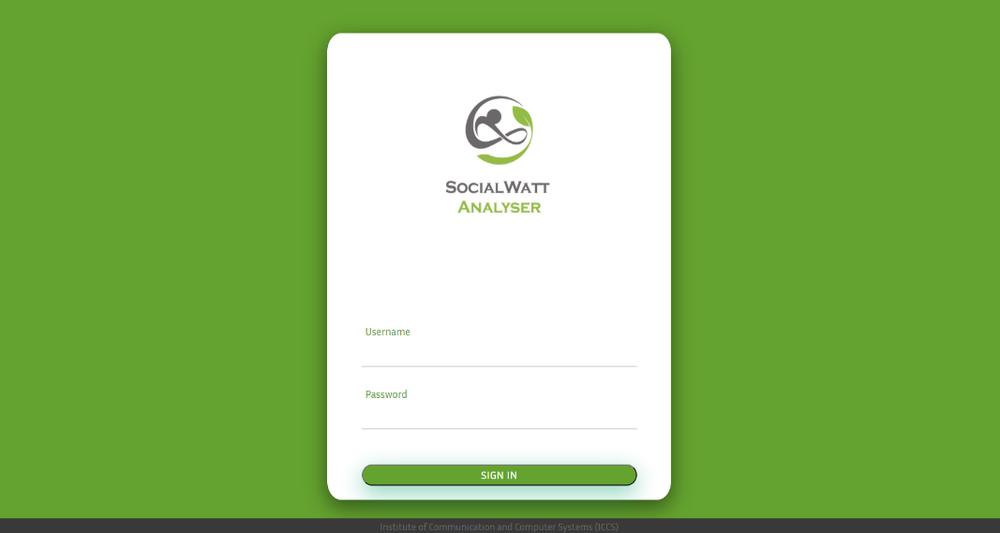 SOCIALWATT
ANALYSER
Username
Password
SIGN IN
Institute of Communication and Computer Systems (ICCS)